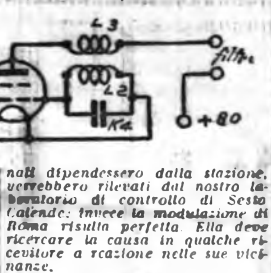 L3
L2
filtro
K4
+80
nali dipendessero dalla stazione,
verrebbero rilevati dal nostro la-
boratorio di controllo di Sesto
Calende; invece la modulazione di
Roma risulta perfetta. Ella deve
ricercare la causa in qualche ri-
cevitore a reazione nelle sue vici-
nanze.